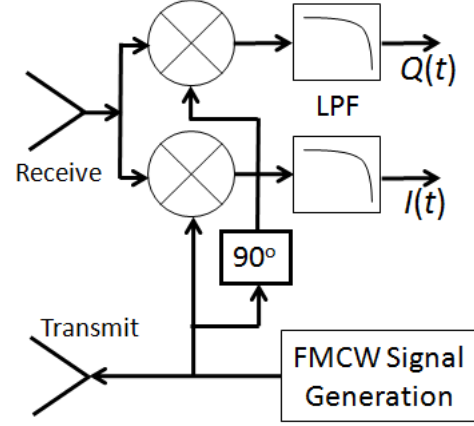 Q(t)
LPF
Receive
I(t)
90°
Transmit
FMCW Signal
Generation